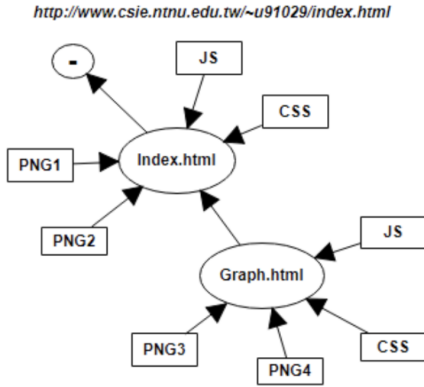 http://www.csie.ntnu.edu.tw/~u91029/index.html
-
JS
CSS
Index.html
PNG1
PNG2
JS
Graph.html
CSS
PNG3
PNG4